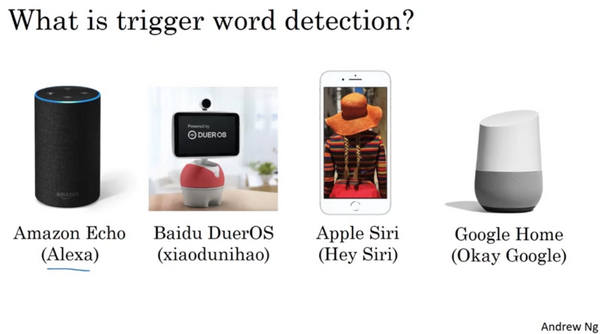 What is trigger word detection?
Powered by
DUER OS
amazon
Amazon Echo
(Alexa)
Baidu DuerOS
(xiaodunihao)
Apple Siri
(Hey Siri)
Google Home
(Okay Google)
Andrew Ng